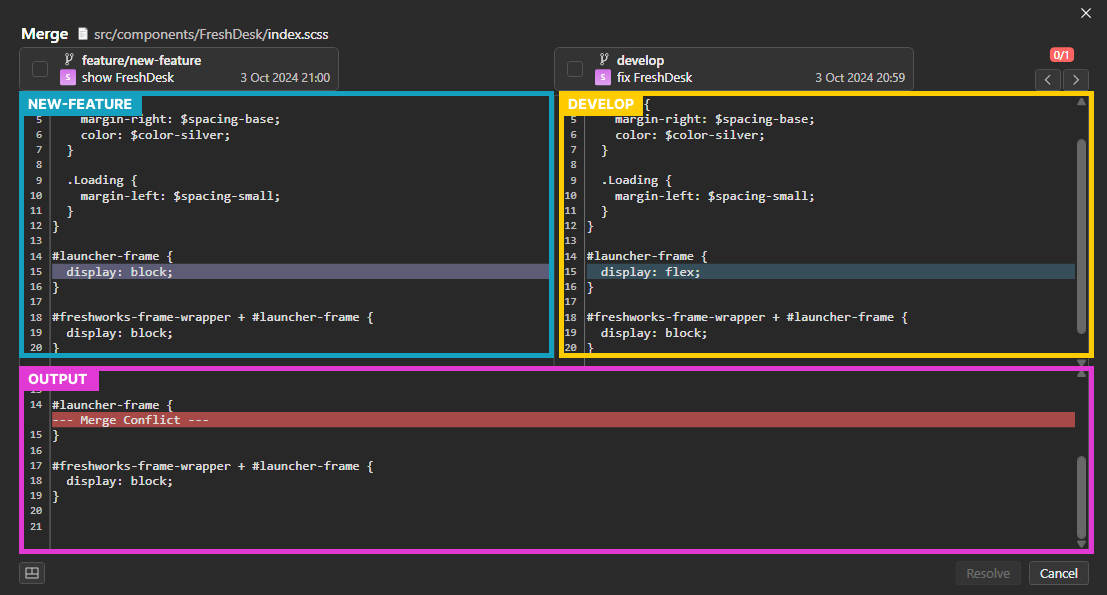 Merge src/components/FreshDesk/index.scss
feature/new-feature
S show FreshDesk 3 Oct 2024 21:00
develop
S fix FreshDesk 3 Oct 2024 20:59
0/1
NEW-FEATURE
5 margin-right: $spacing-base;
6 color: $color-silver;
7 }
8
9 .Loading {
10 margin-left: $spacing-small;
11 }
12 }
13
14 #launcher-frame {
15 display: block;
16 }
17
18 #freshworks-frame-wrapper + #launcher-frame {
19 display: block;
20 }
DEVELOP {
5 margin-right: $spacing-base;
6 color: $color-silver;
7 }
8
9 .Loading {
10 margin-left: $spacing-small;
11 }
12 }
13
14 #launcher-frame {
15 display: flex;
16 }
17
18 #freshworks-frame-wrapper + #launcher-frame {
19 display: block;
20 }
OUTPUT
14 #launcher-frame {
--- Merge Conflict ---
15 }
16
17 #freshworks-frame-wrapper + #launcher-frame {
18 display: block;
19 }
20
21
Resolve Cancel